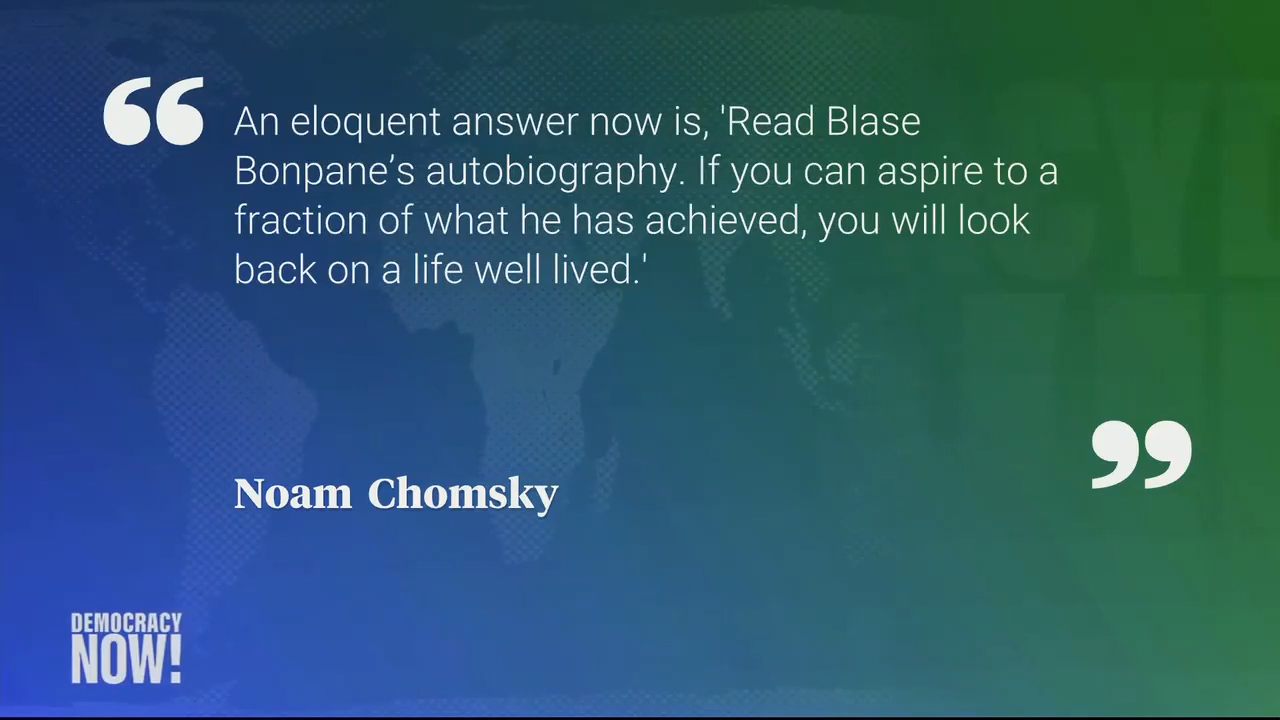 “
An eloquent answer now is, 'Read Blase
Bonpane’s autobiography. If you can aspire to a
fraction of what he has achieved, you will look
back on a life well lived.'
”
Noam Chomsky
DEMOCRACY
NOW!